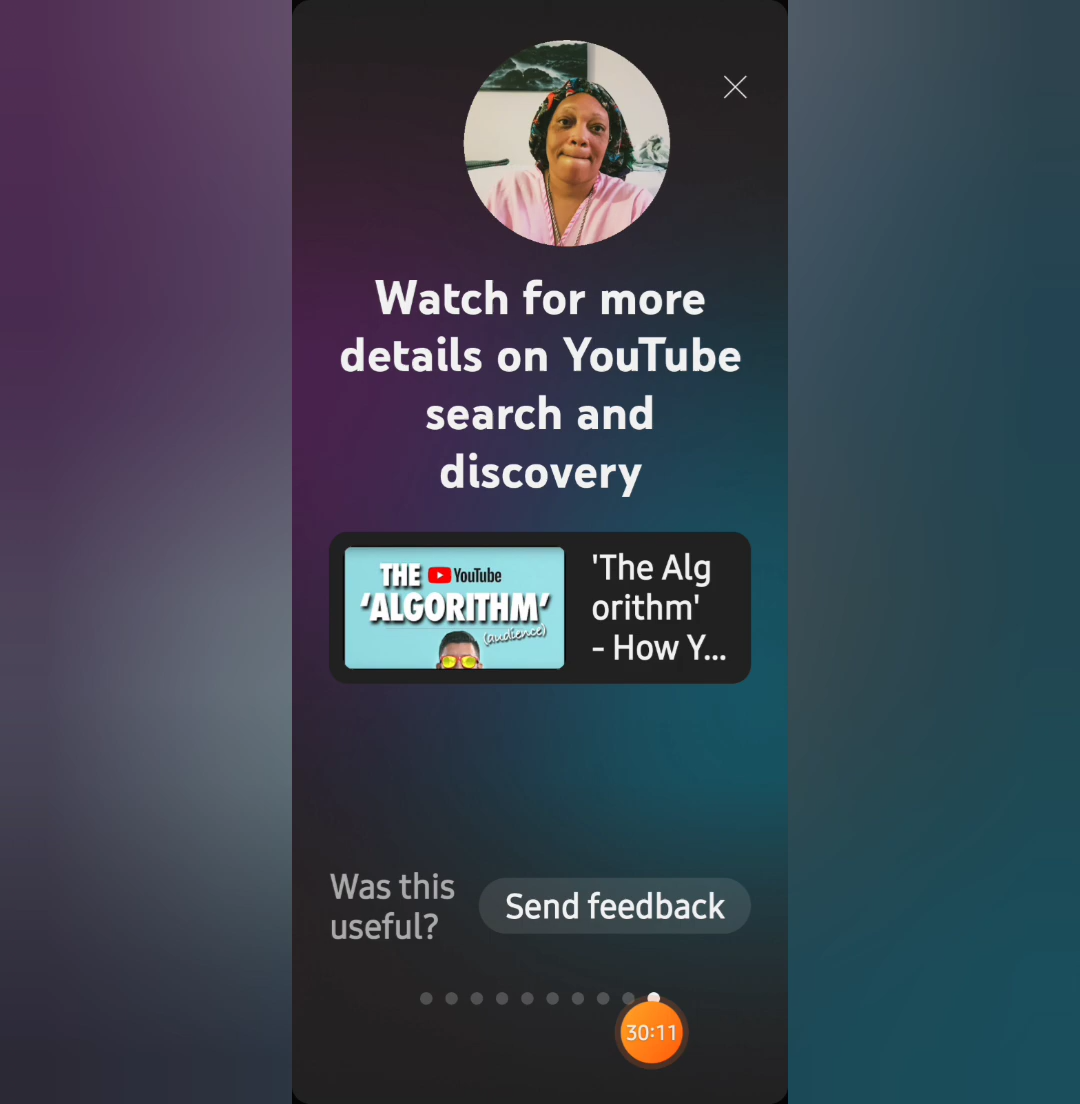 Watch for more
details on YouTube
search and
discovery
THE YouTube
'ALGORITHM'
(audience)
'The Alg
orithm'
- How Y...
Was this
useful?
Send feedback
30:11